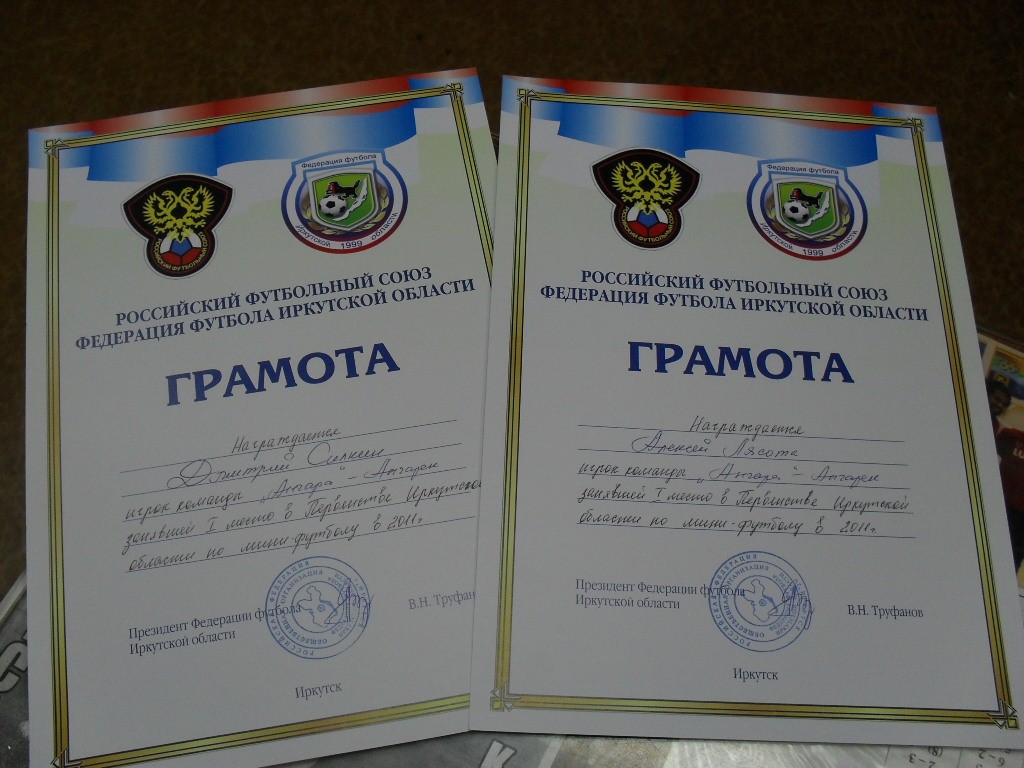 Федерация футбола
Иркутской 1999 области
РОССИЙСКИЙ ФУТБОЛЬНЫЙ СОЮЗ
ФЕДЕРАЦИЯ ФУТБОЛА ИРКУТСКОЙ ОБЛАСТИ
ГРАМОТА
Награждается
Дмитрий Силкин
игрок команды "Ангара" - Ангарск
занявшей I место в Первенстве Иркутской
области по мини-футболу в 2011г
Президент Федерации футбола
Иркутской области
В.Н. Труфан
Иркутск
Федерация футбола
Иркутской 1999 области
РОССИЙСКИЙ ФУТБОЛЬНЫЙ СОЮЗ
ФЕДЕРАЦИЯ ФУТБОЛА ИРКУТСКОЙ ОБЛАСТИ
ГРАМОТА
Награждается
Алексей Лясота
игрок команды "Ангара" - Ангарск
занявшей I место в Первенстве Иркутской
области по мини-футболу в 2011г.
Президент Федерации футбола
Иркутской области
В.Н. Труфанов
Иркутск